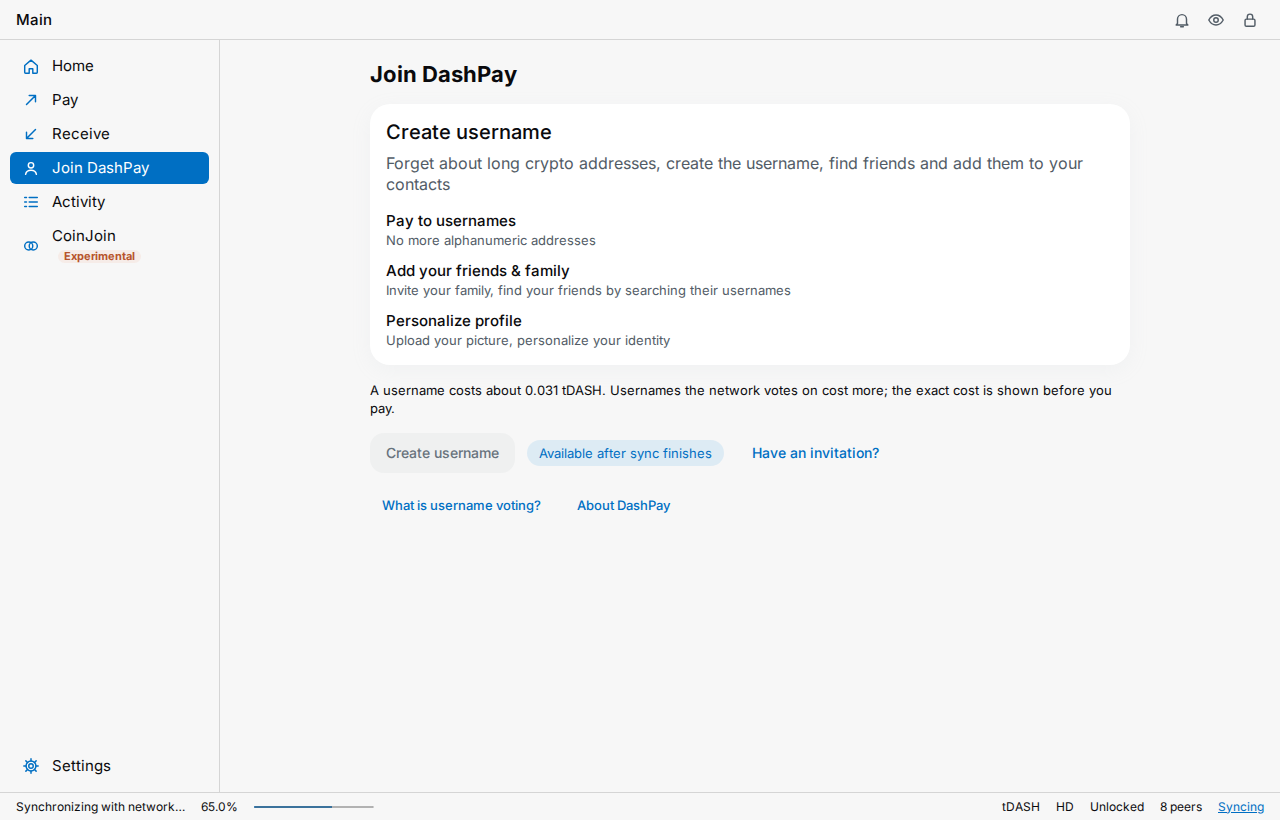 Main
Home
Pay
Receive
Join DashPay
Activity
CoinJoin
Experimental
Settings
Join DashPay
Create username
Forget about long crypto addresses, create the username, find friends and add them to your
contacts
Pay to usernames
No more alphanumeric addresses
Add your friends & family
Invite your family, find your friends by searching their usernames
Personalize profile
Upload your picture, personalize your identity
A username costs about 0.031 tDASH. Usernames the network votes on cost more; the exact cost is shown before you
pay.
Create username Available after sync finishes Have an invitation?
What is username voting? About DashPay
Synchronizing with network... 65.0% tDASH HD Unlocked 8 peers Syncing